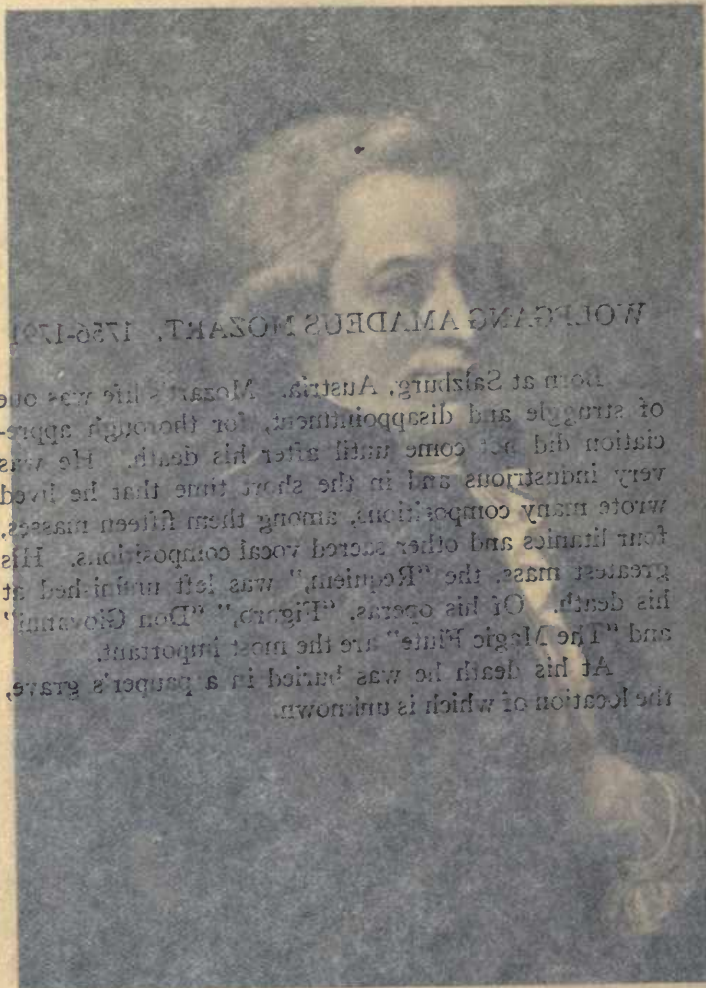 WOLFGANG AMADEUS MOZART, 1756-1791
Born at Salzburg, Austria. Mozart's life was one
of struggle and disappointment, for thorough appre-
ciation did not come until after his death. He was
very industrious and in the short time that he lived
wrote many compositions, among them fifteen masses,
four litanies and other sacred vocal compositions. His
greatest mass, the "Requiem," was left unfinished at
his death. Of his operas, "Figaro," "Don Giovanni"
and "The Magic Flute" are the most important.
At his death he was buried in a pauper's grave,
the location of which is unknown.